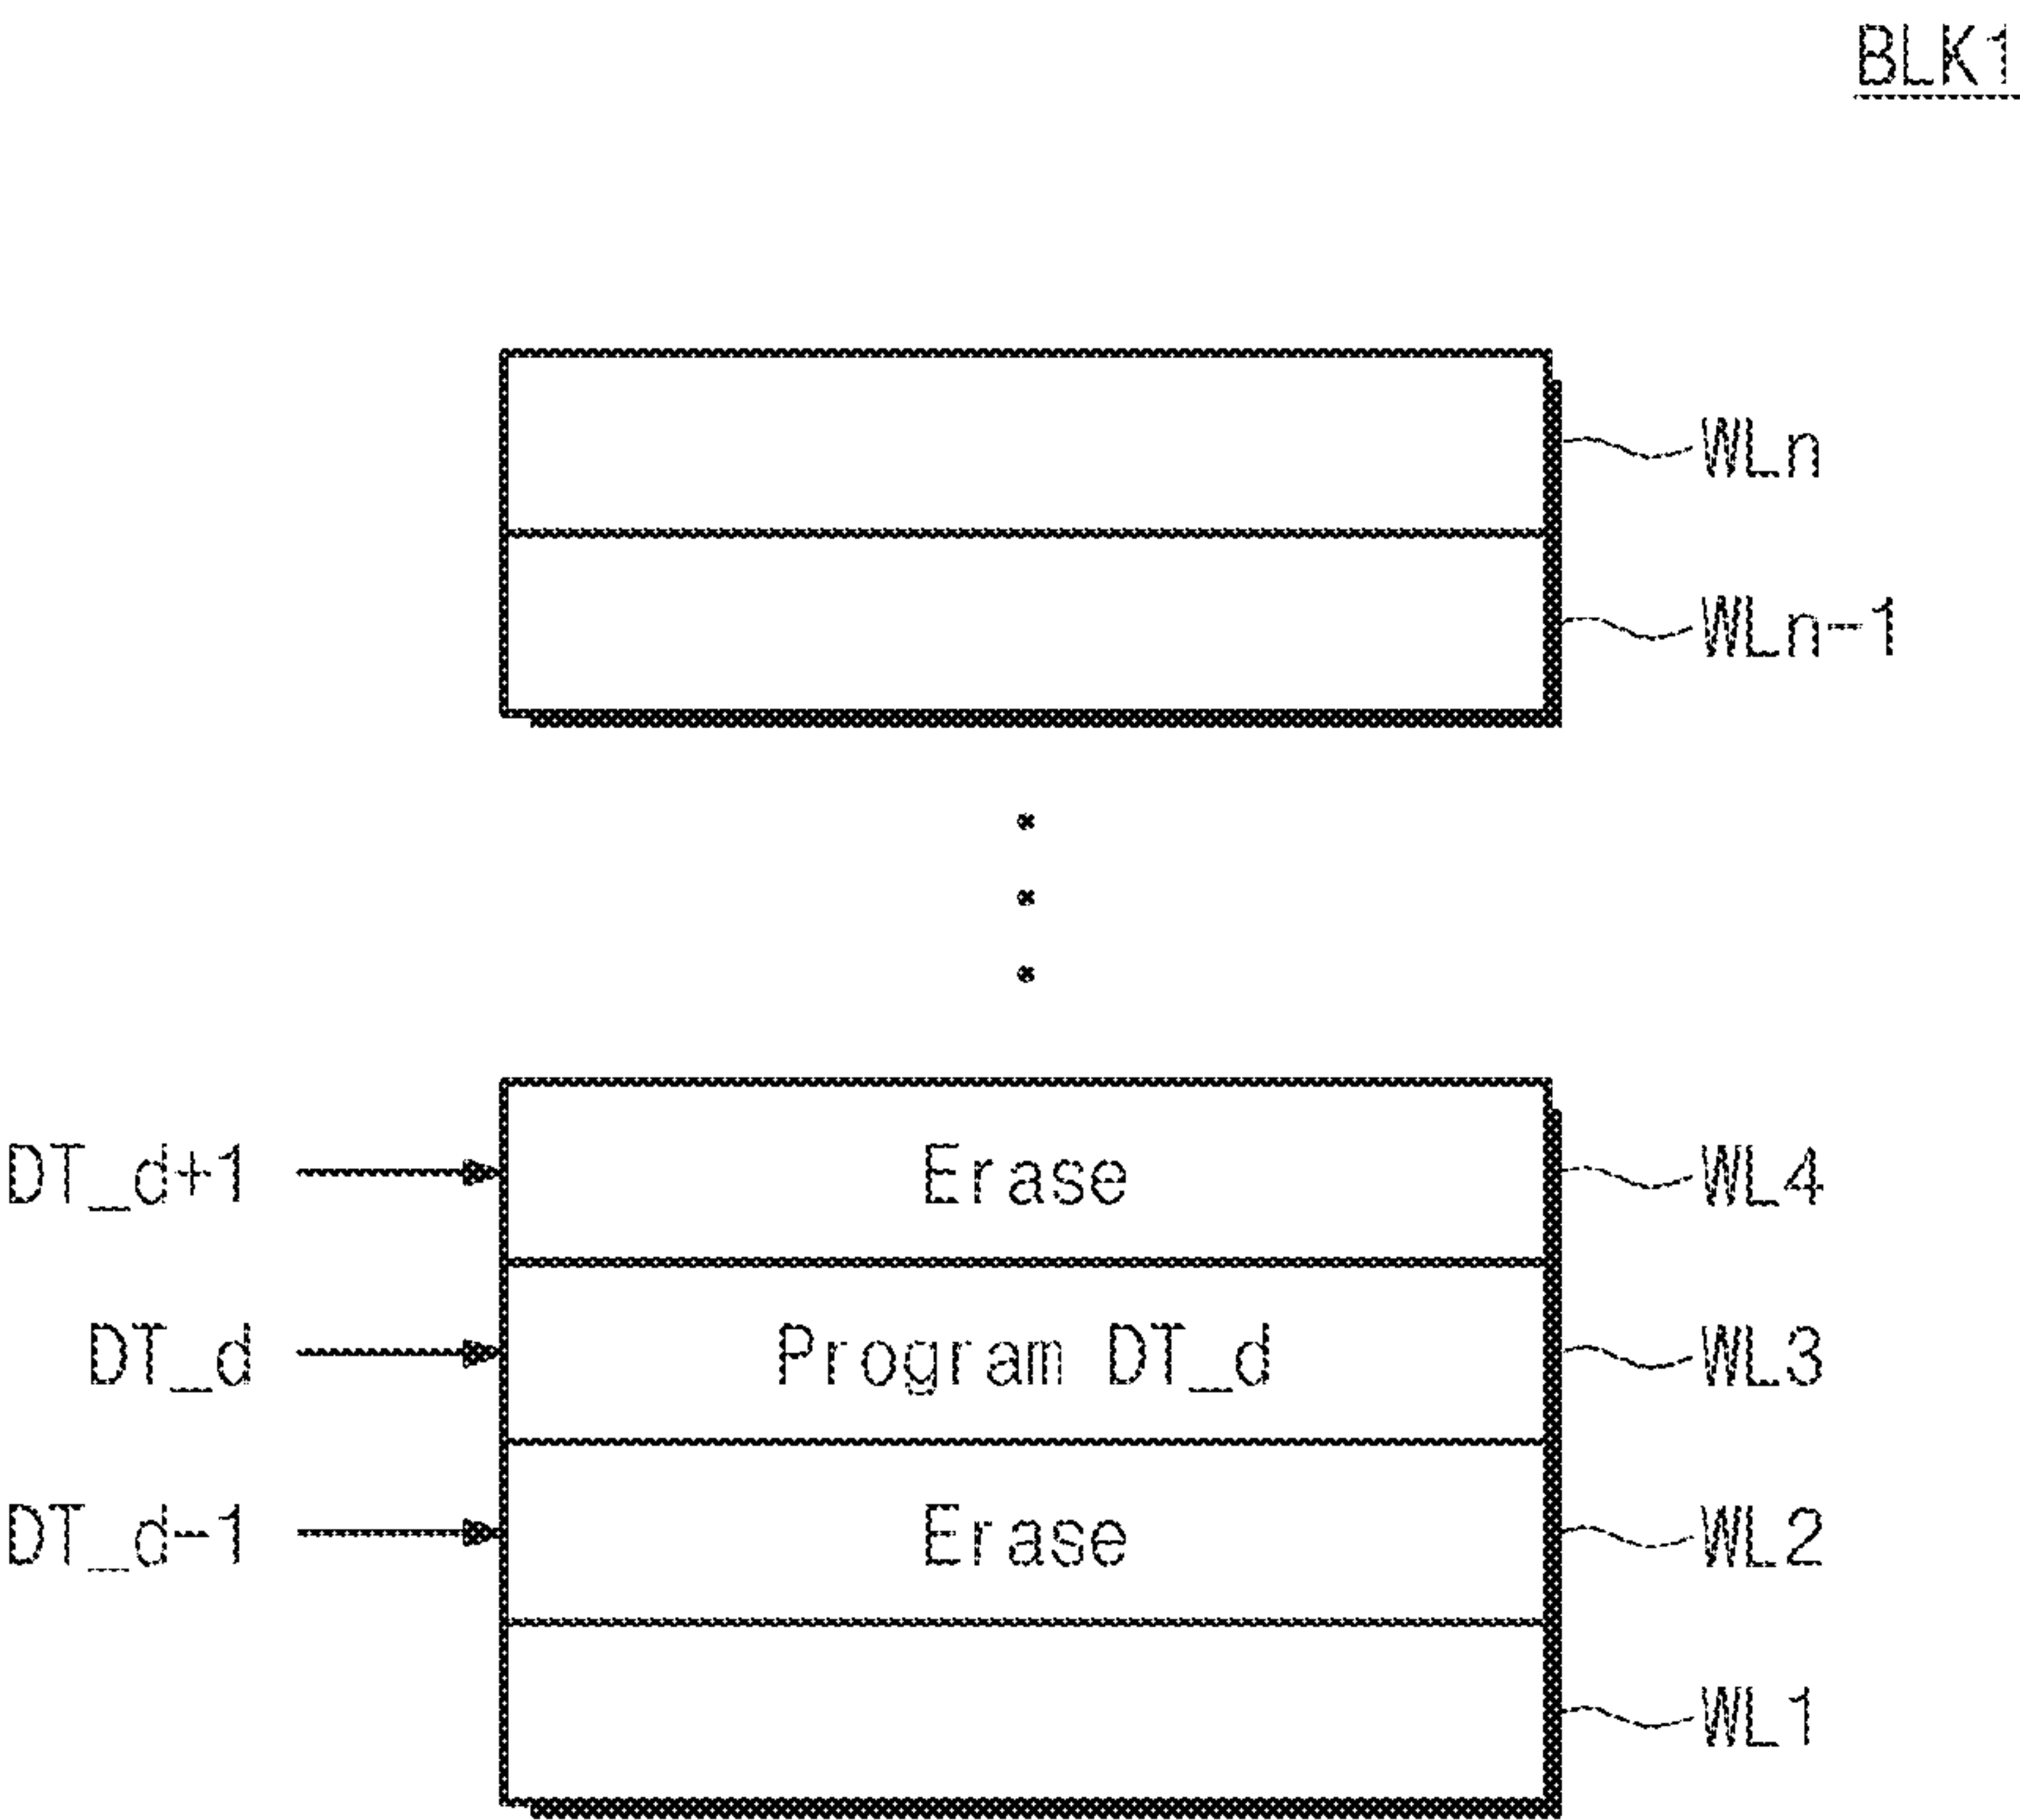 BLK1
WLn
WLn-1
DT_d+1 Erase WL4
DT_d Program DT_d WL3
DT_d-1 Erase WL2
WL1